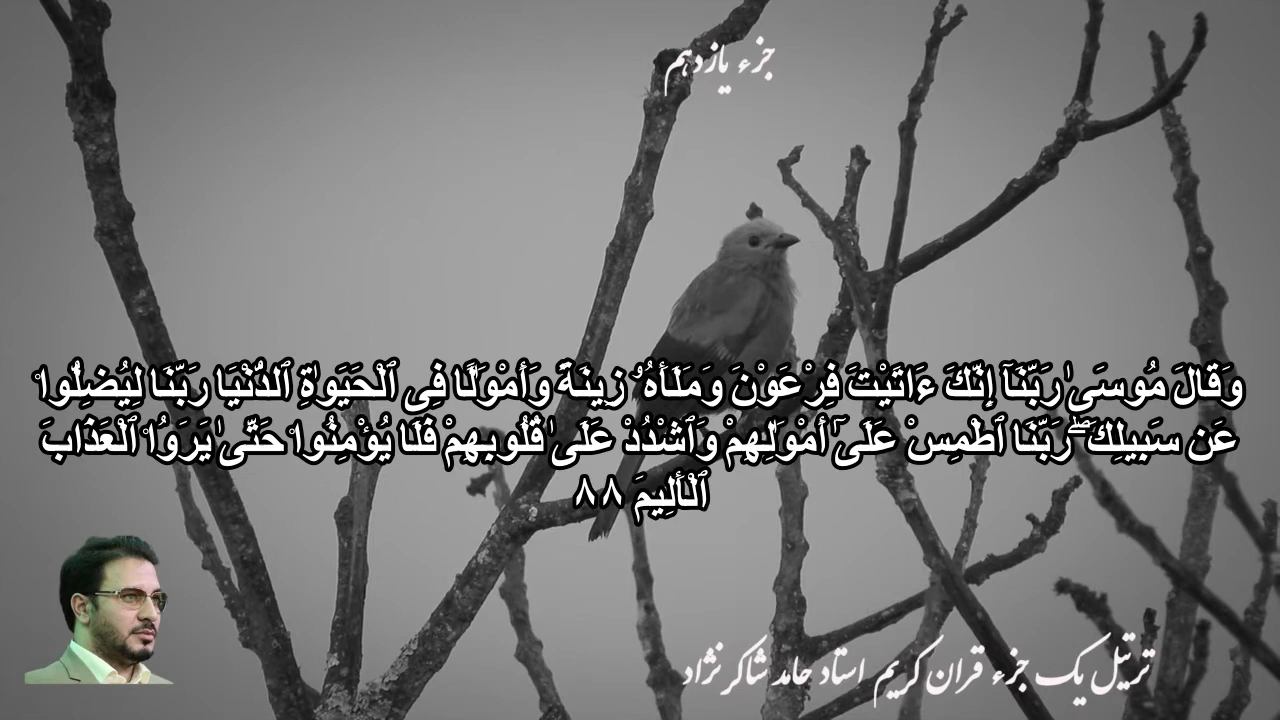 جزء یازدهم
وَقَالَ مُوسَىٰ رَبَّنَآ إِنَّكَ ءَاتَيْتَ فِرْعَوْنَ وَمَلَأَهُۥ زِينَةً وَأَمْوَٰلًا فِي ٱلْحَيَوٰةِ ٱلدُّنْيَا رَبَّنَا لِيُضِلُّوا۟
عَن سَبِيلِكَ ۖ رَبَّنَا ٱطْمِسْ عَلَىٰٓ أَمْوَٰلِهِمْ وَٱشْدُدْ عَلَىٰ قُلُوبِهِمْ فَلَا يُؤْمِنُوا۟ حَتَّىٰ يَرَوُا۟ ٱلْعَذَابَ
ٱلْأَلِيمَ ٨٨
ترتیل یک جزء قران کریم استاد حامد شاکرنژاد